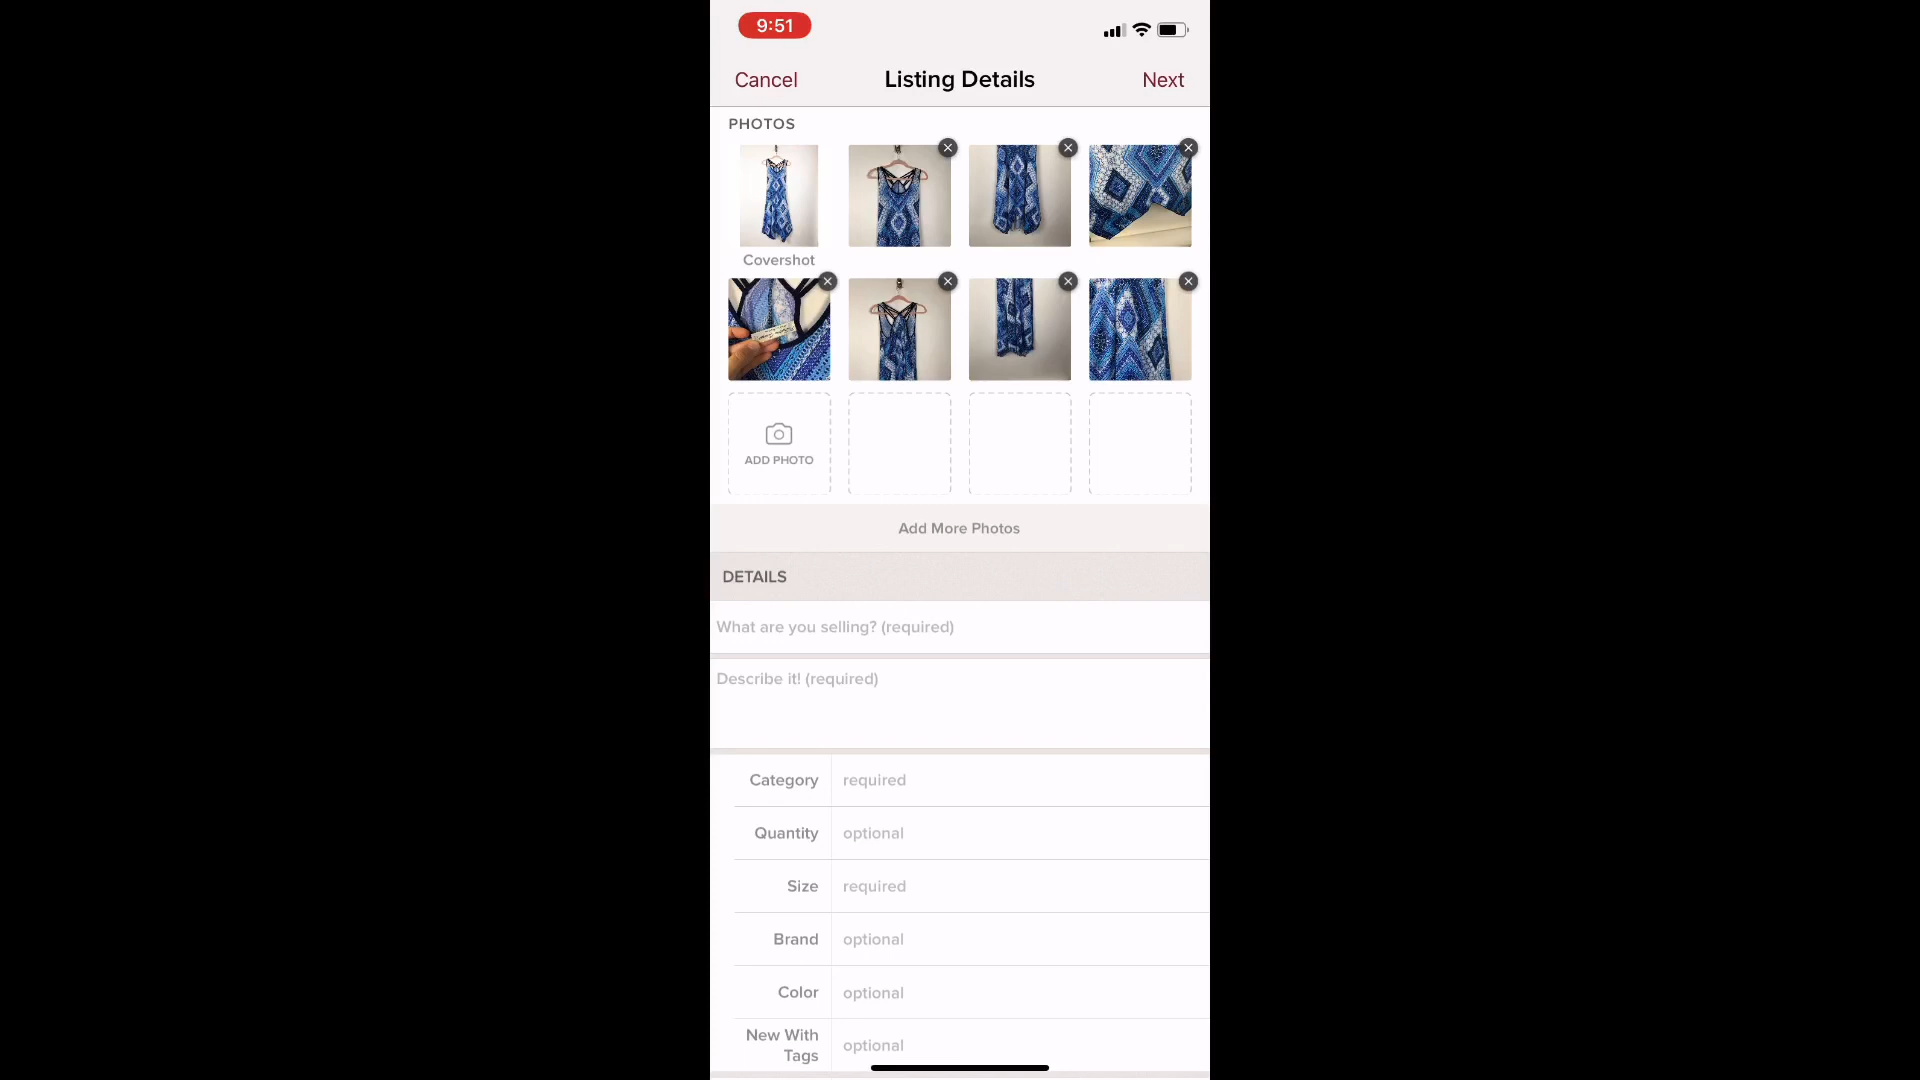 9:51
Cancel
Listing Details
Next
PHOTOS
Covershot
ADD PHOTO
Add More Photos
DETAILS
What are you selling? (required)
Describe it! (required)
Category required
Quantity optional
Size required
Brand optional
Color optional
New With
Tags
optional